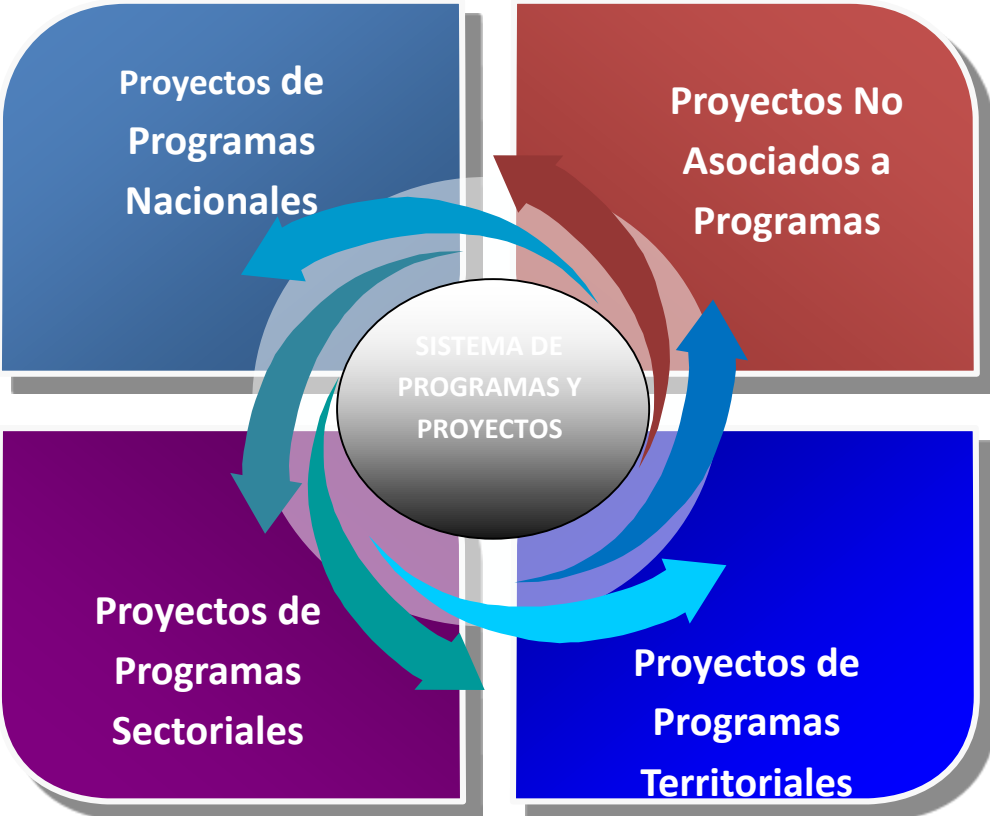 Proyectos de
Programas
Nacionales
Proyectos No
Asociados a
Programas
SISTEMA DE
PROGRAMAS Y
PROYECTOS
Proyectos de
Programas
Sectoriales
Proyectos de
Programas
Territoriales